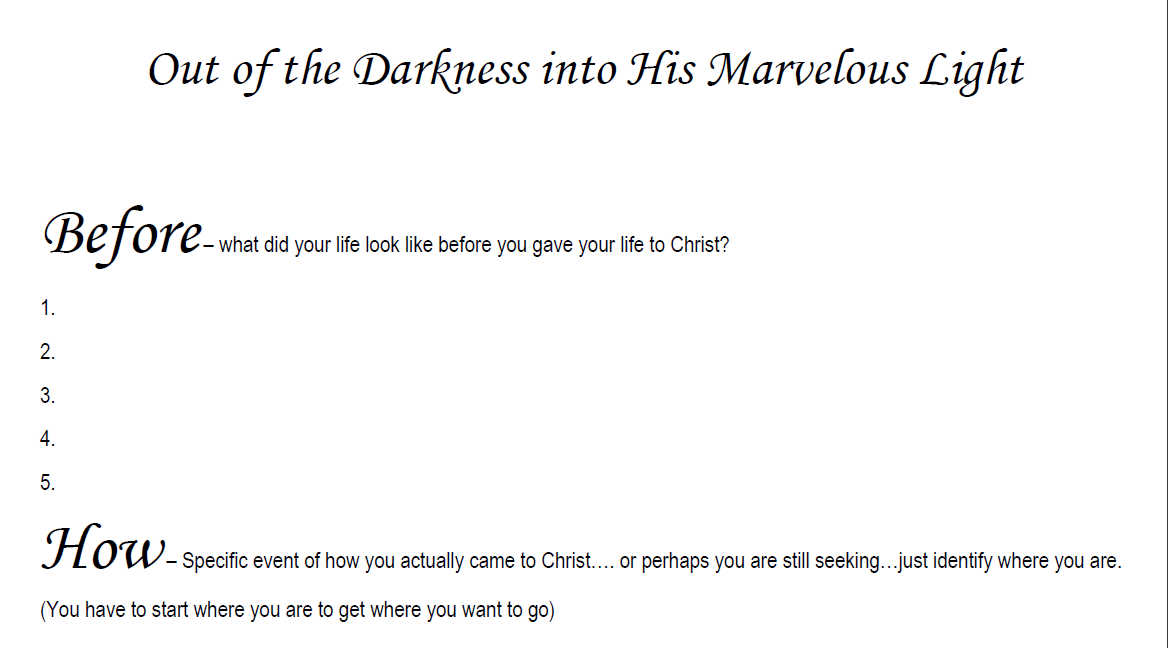 Out of the Darkness into His Marvelous Light
Before– what did your life look like before you gave your life to Christ?
1.
2.
3.
4.
5.
How– Specific event of how you actually came to Christ…. or perhaps you are still seeking…just identify where you are.
(You have to start where you are to get where you want to go)